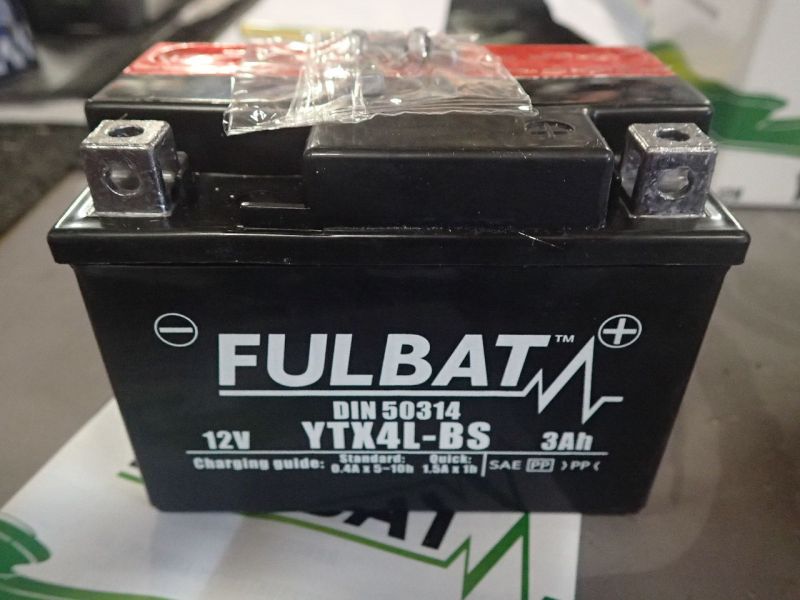 +
− +
FULBAT™
DIN 50314
12V YTX4L-BS 3Ah
Charging guide: Standard: Quick: SAE PP >PP<
0.4A x 5-10h 1.5A x 1h
BAT